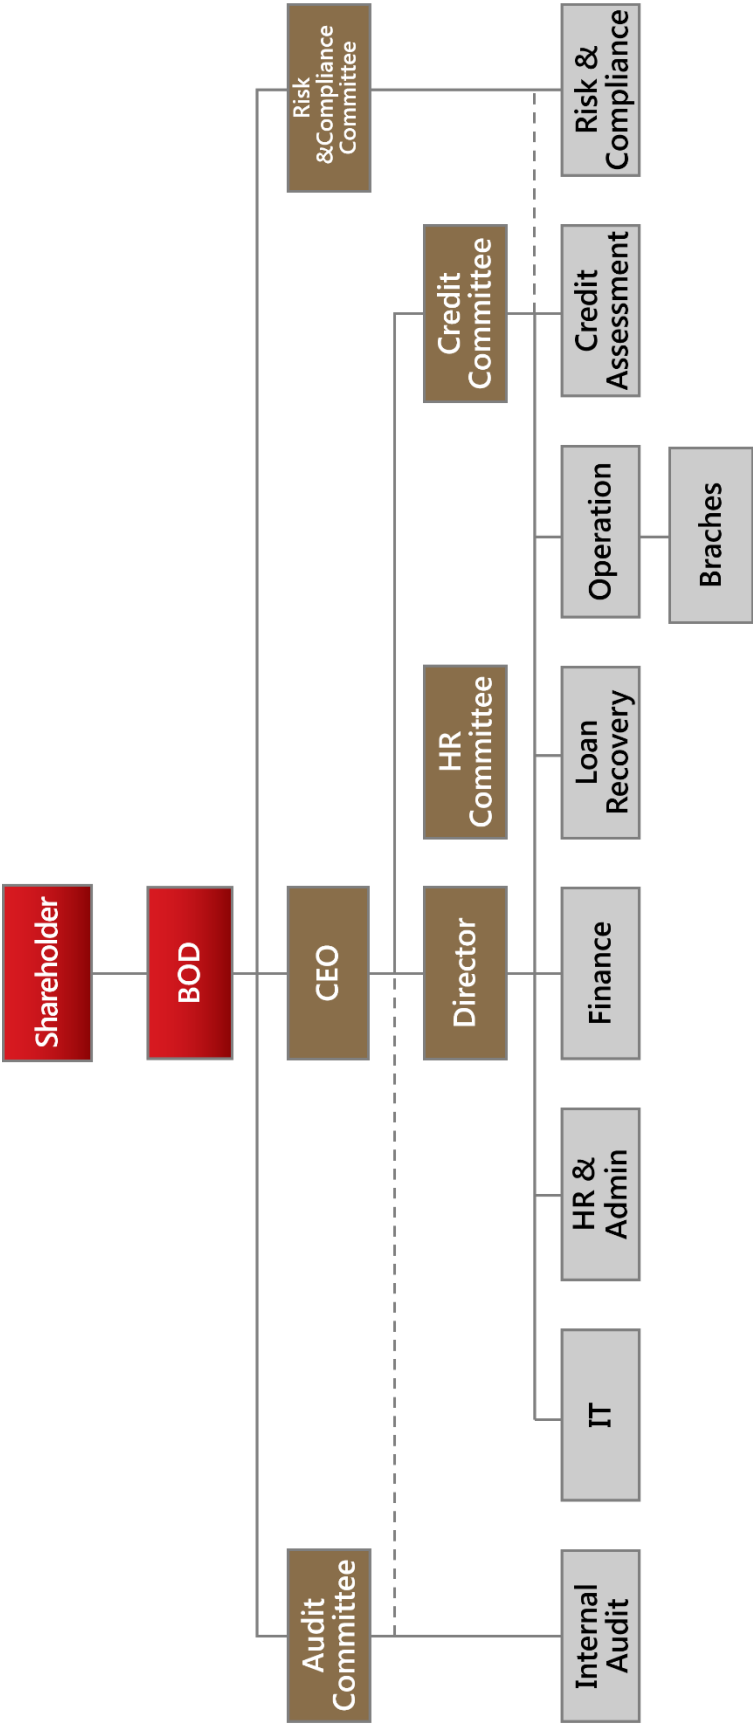 Shareholder
BOD
Audit
Committee
CEO
Risk
&Compliance
Committee
Director
HR
Committee
Credit
Committee
Internal
Audit
IT
HR &
Admin
Finance
Loan
Recovery
Operation
Credit
Assessment
Risk &
Compliance
Braches